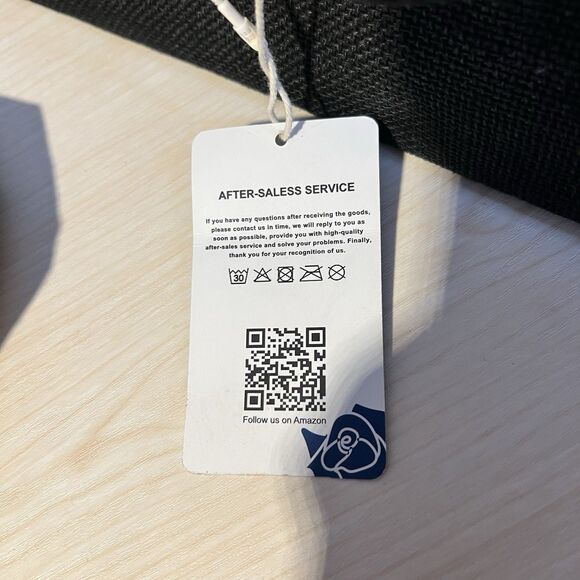 AFTER-SALESS SERVICE
If you have any questions after receiving the goods,
please contact us in time, we will reply to you as
soon as possible, provide you with high-quality
after-sales service and solve your problems. Finally,
thank you for your recognition of us.
30
Follow us on Amazon